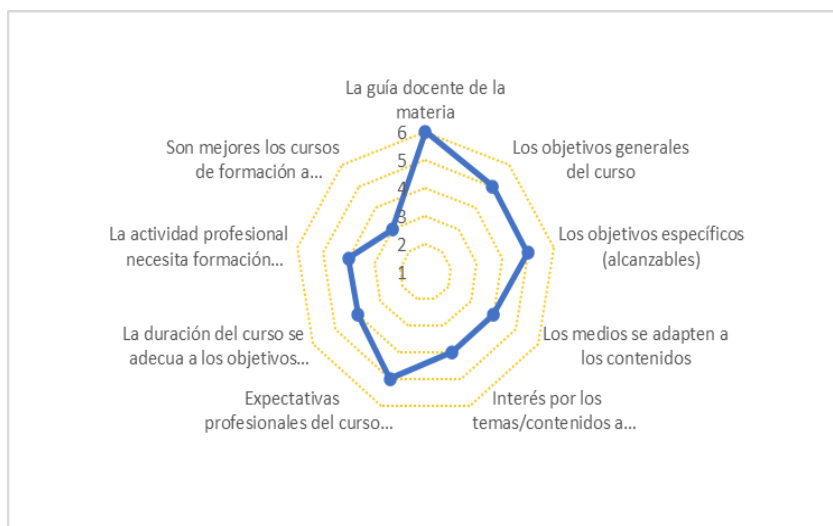 La guía docente de la
materia
6
5
4
3
2
1
Los objetivos generales
del curso
Los objetivos específicos
(alcanzables)
Los medios se adapten a
los contenidos
Interés por los
temas/contenidos a...
Expectativas
profesionales del curso...
La duración del curso se
adecua a los objetivos...
La actividad profesional
necesita formación...
Son mejores los cursos
de formación a...